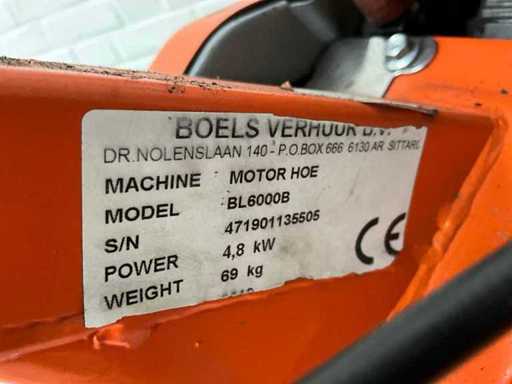 BOELS VERHUUR B.V.
DR.NOLENSLAAN 140 - P.O.BOX 666 6130 AR SITTARD
MACHINE MOTOR HOE
MODEL BL6000B
S/N 471901135505
POWER 4,8 kW
WEIGHT 69 kg
CE